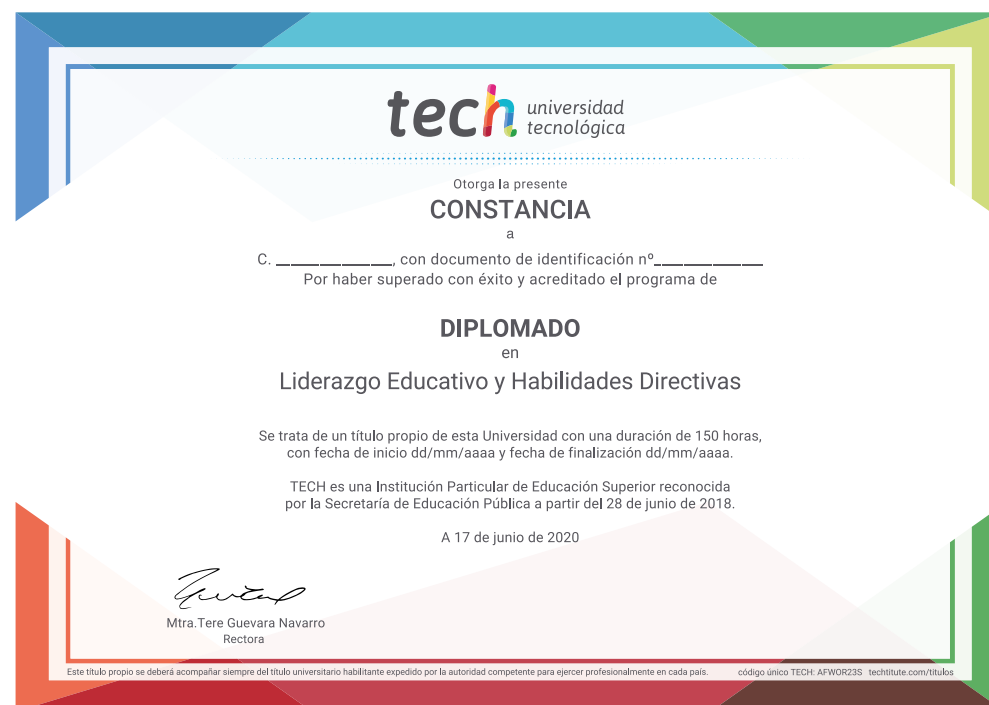 tech universidad
tecnológica
Otorga la presente
CONSTANCIA
a
C. ______________, con documento de identificación nº_____________
Por haber superado con éxito y acreditado el programa de
DIPLOMADO
en
Liderazgo Educativo y Habilidades Directivas
Se trata de un título propio de esta Universidad con una duración de 150 horas,
con fecha de inicio dd/mm/aaaa y fecha de finalización dd/mm/aaaa.
TECH es una Institución Particular de Educación Superior reconocida
por la Secretaría de Educación Pública a partir del 28 de junio de 2018.
A 17 de junio de 2020
Mtra.Tere Guevara Navarro
Rectora
Este título propio se deberá acompañar siempre del título universitario habilitante expedido por la autoridad competente para ejercer profesionalmente en cada país. código único TECH: AFWOR23S techtitute.com/titulos